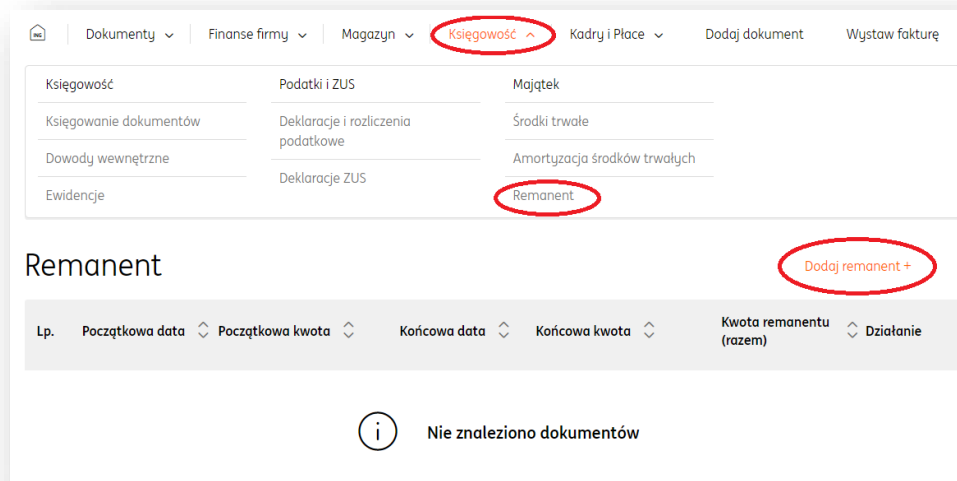 ING Dokumenty Finanse firmy Magazyn Księgowość Kadry i Płace Dodaj dokument Wystaw fakturę
Księgowość Podatki i ZUS Majątek
Księgowanie dokumentów Deklaracje i rozliczenia podatkowe Środki trwałe
Dowody wewnętrzne Deklaracje ZUS Amortyzacja środków trwałych
Ewidencje Remanent
Remanent Dodaj remanent +
Lp. Początkowa data Początkowa kwota Końcowa data Końcowa kwota Kwota remanentu (razem) Działanie
i Nie znaleziono dokumentów